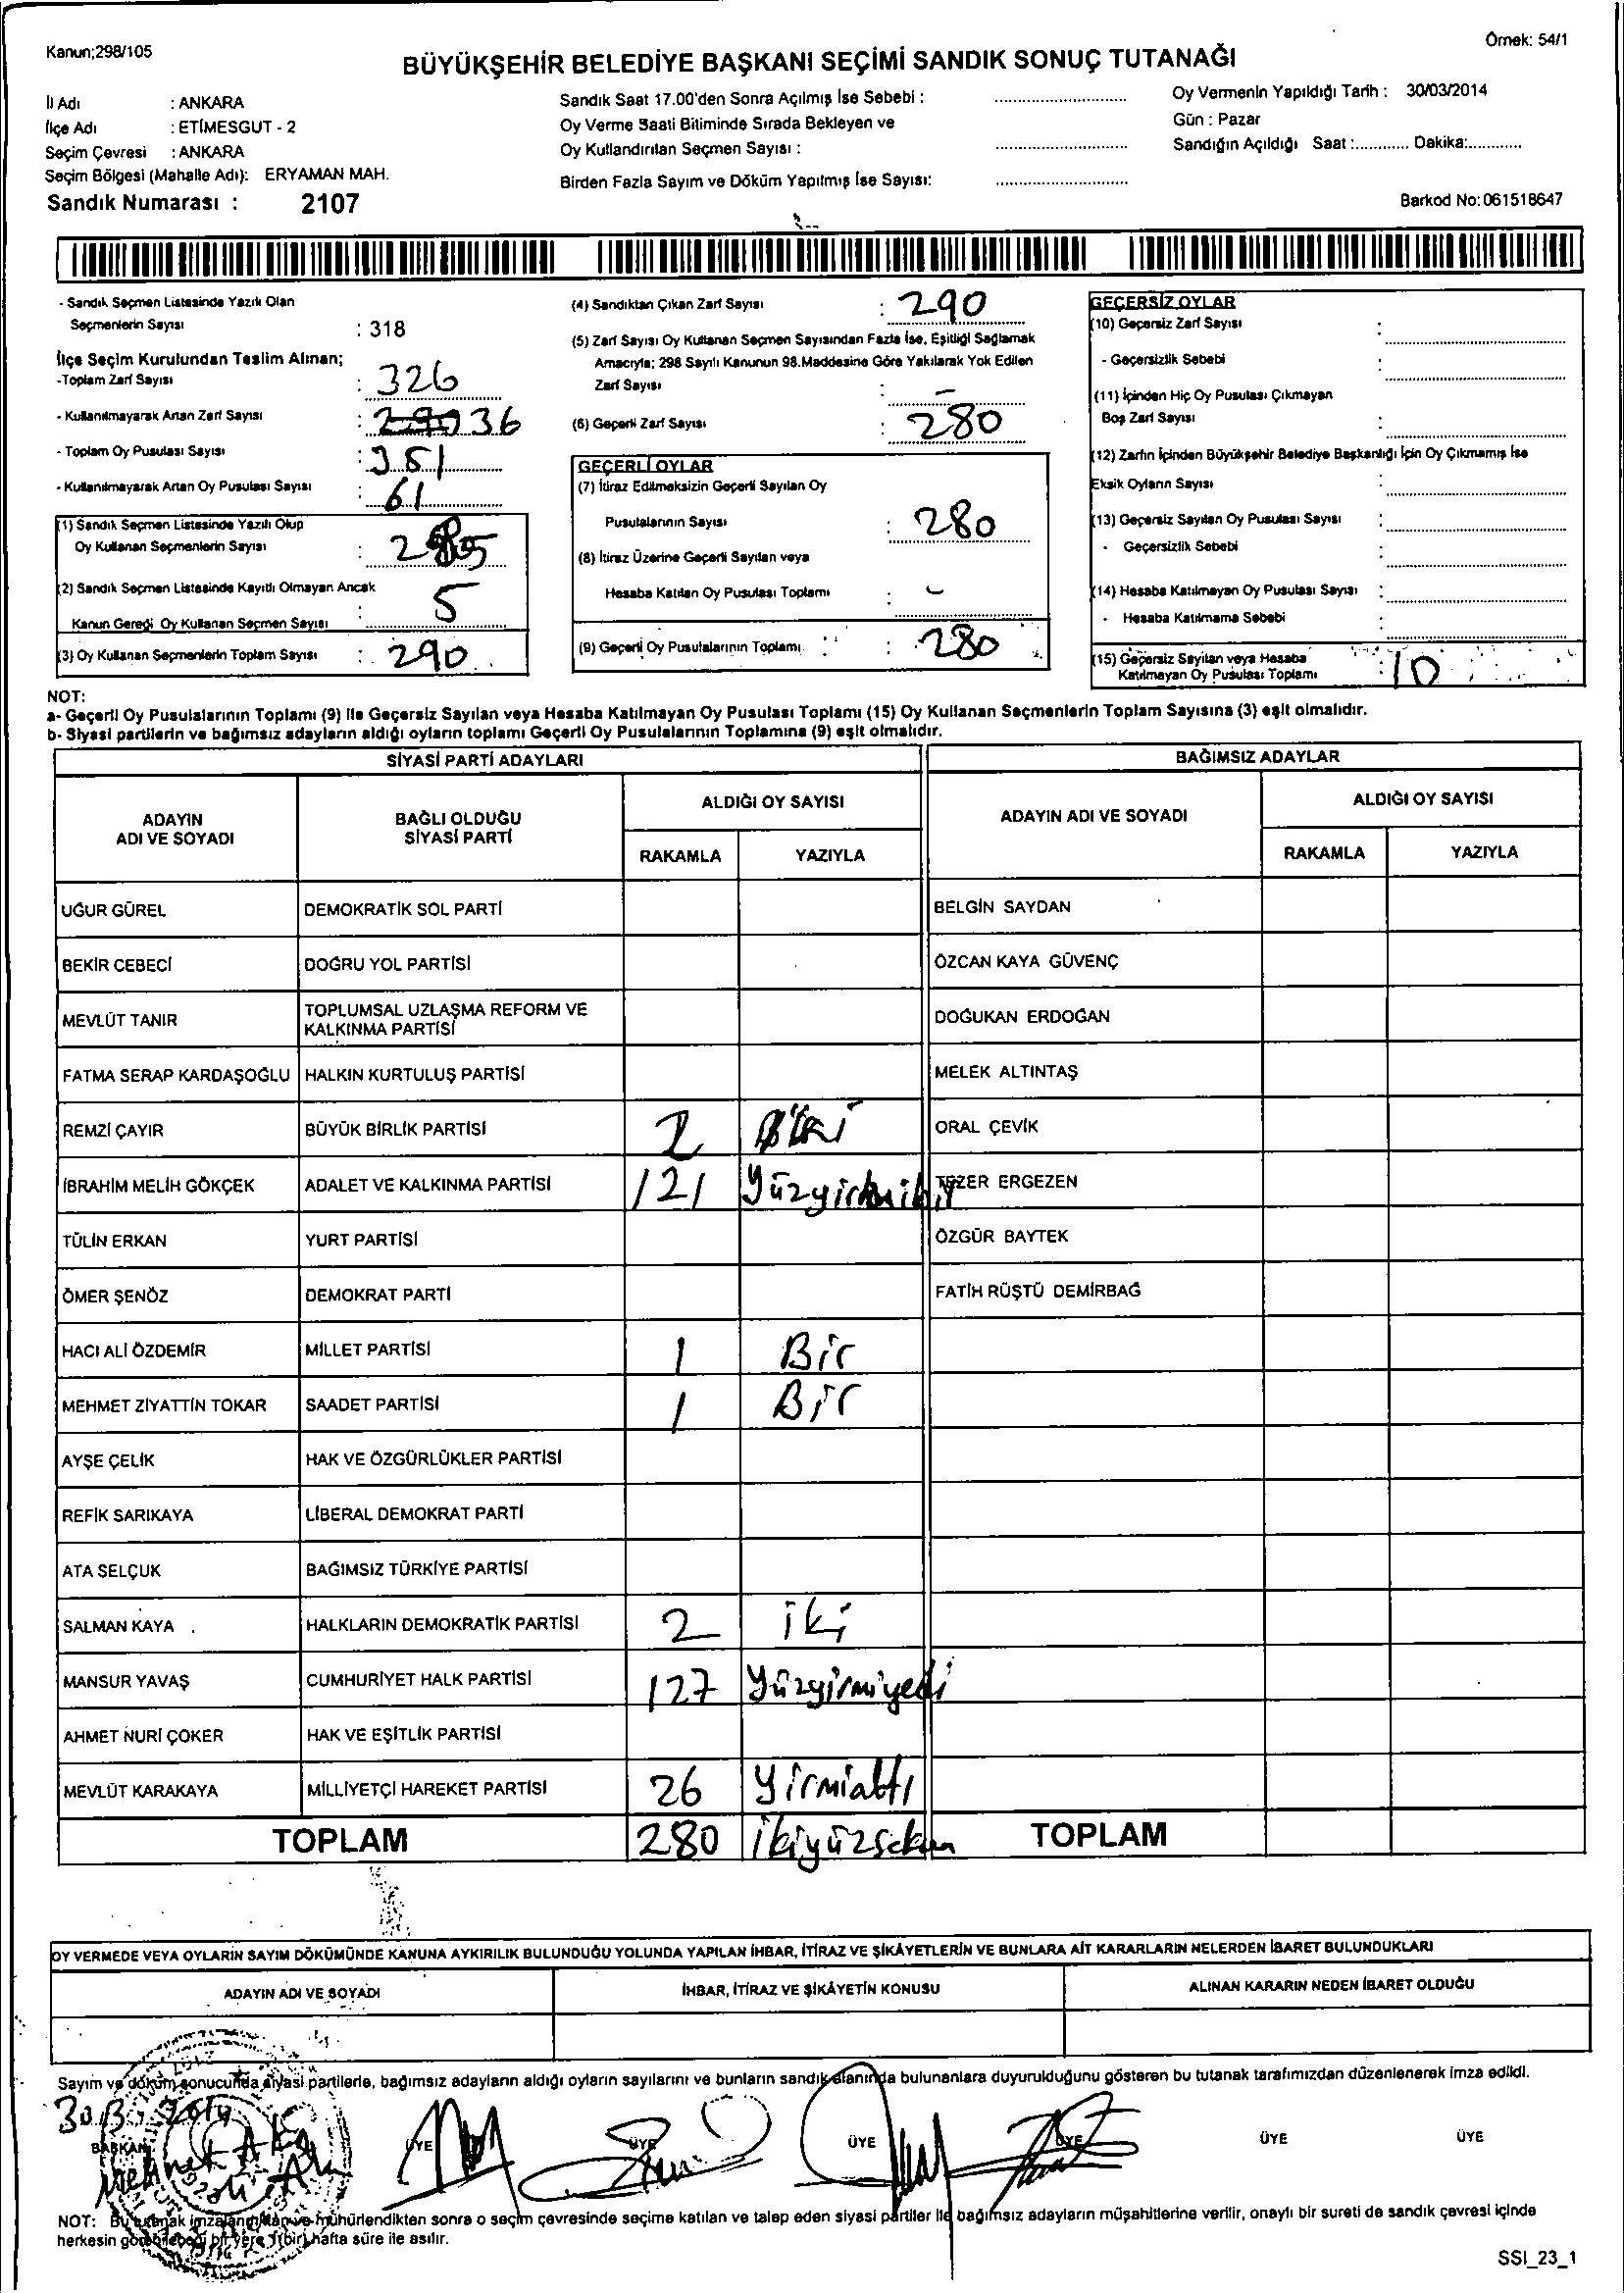 Kanun;298/105
Örnek: 54/1
BÜYÜKŞEHİR BELEDİYE BAŞKANI SEÇİMİ SANDIK SONUÇ TUTANAĞI
İl Adı : ANKARA
İlçe Adı : ETİMESGUT - 2
Seçim Çevresi : ANKARA
Seçim Bölgesi (Mahalle Adı): ERYAMAN MAH.
Sandık Numarası : 2107
Sandık Saat 17.00'den Sonra Açılmış İse Sebebi :
Oy Verme Saati Bitiminde Sırada Bekleyen ve
Oy Kullandırılan Seçmen Sayısı :
Birden Fazla Sayım ve Döküm Yapılmış İse Sayısı:
Oy Vermenin Yapıldığı Tarih : 30/03/2014
Gün : Pazar
Sandığın Açıldığı Saat :............ Dakika:............
Barkod No:061518647
- Sandık Seçmen Listesinde Yazılı Olan
Seçmenlerin Sayısı : 318
İlçe Seçim Kurulundan Teslim Alınan;
-Toplam Zarf Sayısı : 326
- Kullanılmayarak Artan Zarf Sayısı : 36
- Toplam Oy Pusulası Sayısı : 351
- Kullanılmayarak Artan Oy Pusulası Sayısı : 61
(1) Sandık Seçmen Listesinde Yazılı Olup
Oy Kullanan Seçmenlerin Sayısı : 285
(2) Sandık Seçmen Listesinde Kayıtlı Olmayan Ancak
Kanun Gereği Oy Kullanan Seçmen Sayısı : 5
(3) Oy Kullanan Seçmenlerin Toplam Sayısı : 290
(4) Sandıktan Çıkan Zarf Sayısı : 290
(5) Zarf Sayısı Oy Kullanan Seçmen Sayısından Fazla İse, Eşitliği Sağlamak
Amacıyla; 298 Sayılı Kanunun 98.Maddesine Göre Yakılarak Yok Edilen
Zarf Sayısı : -
(6) Geçerli Zarf Sayısı : 280
GEÇERLİ OYLAR
(7) İtiraz Edilmeksizin Geçerli Sayılan Oy
Pusulalarının Sayısı : 280
(8) İtiraz Üzerine Geçerli Sayılan veya
Hesaba Katılan Oy Pusulası Toplamı : -
(9) Geçerli Oy Pusulalarının Toplamı : 280
GEÇERSİZ OYLAR
(10) Geçersiz Zarf Sayısı :
- Geçersizlik Sebebi :
(11) İçinden Hiç Oy Pusulası Çıkmayan
Boş Zarf Sayısı :
(12) Zarfın İçinden Büyükşehir Belediye Başkanlığı İçin Oy Çıkmamış İse
Eksik Oyların Sayısı :
(13) Geçersiz Sayılan Oy Pusulası Sayısı :
- Geçersizlik Sebebi :
(14) Hesaba Katılmayan Oy Pusulası Sayısı :
- Hesaba Katılmama Sebebi :
(15) Geçersiz Sayılan veya Hesaba
Katılmayan Oy Pusulası Toplamı : 10
NOT:
a- Geçerli Oy Pusulalarının Toplamı (9) ile Geçersiz Sayılan veya Hesaba Katılmayan Oy Pusulası Toplamı (15) Oy Kullanan Seçmenlerin Toplam Sayısına (3) eşit olmalıdır.
b- Siyasi partilerin ve bağımsız adayların aldığı oyların toplamı Geçerli Oy Pusulalarının Toplamına (9) eşit olmalıdır.
SİYASİ PARTİ ADAYLARI BAĞIMSIZ ADAYLAR
ADAYIN ADI VE SOYADI BAĞLI OLDUĞU SİYASİ PARTİ ALDIĞI OY SAYISI ADAYIN ADI VE SOYADI ALDIĞI OY SAYISI
RAKAMLA YAZIYLA RAKAMLA YAZIYLA
UĞUR GÜREL DEMOKRATİK SOL PARTİ BELGİN SAYDAN
BEKİR CEBECİ DOĞRU YOL PARTİSİ ÖZCAN KAYA GÜVENÇ
MEVLÜT TANIR TOPLUMSAL UZLAŞMA REFORM VE KALKINMA PARTİSİ DOĞUKAN ERDOĞAN
FATMA SERAP KARDAŞOĞLU HALKIN KURTULUŞ PARTİSİ MELEK ALTINTAŞ
REMZİ ÇAYIR BÜYÜK BİRLİK PARTİSİ 2 iki ORAL ÇEVİK
İBRAHİM MELİH GÖKÇEK ADALET VE KALKINMA PARTİSİ 121 Yüzyirmibir TEZER ERGEZEN
TÜLİN ERKAN YURT PARTİSİ ÖZGÜR BAYTEK
ÖMER ŞENÖZ DEMOKRAT PARTİ FATİH RÜŞTÜ DEMİRBAĞ
HACI ALİ ÖZDEMİR MİLLET PARTİSİ 1 Bir
MEHMET ZİYATTİN TOKAR SAADET PARTİSİ 1 Bir
AYŞE ÇELİK HAK VE ÖZGÜRLÜKLER PARTİSİ
REFİK SARIKAYA LİBERAL DEMOKRAT PARTİ
ATA SELÇUK BAĞIMSIZ TÜRKİYE PARTİSİ
SALMAN KAYA HALKLARIN DEMOKRATİK PARTİSİ 2 iki
MANSUR YAVAŞ CUMHURİYET HALK PARTİSİ 127 Yüzyirmiyedi
AHMET NURİ ÇOKER HAK VE EŞİTLİK PARTİSİ
MEVLÜT KARAKAYA MİLLİYETÇİ HAREKET PARTİSİ 26 Yirmialtı
TOPLAM 280 ikiyüzseksen TOPLAM
OY VERMEDE VEYA OYLARIN SAYIM DÖKÜMÜNDE KANUNA AYKIRILIK BULUNDUĞU YOLUNDA YAPILAN İHBAR, İTİRAZ VE ŞİKÂYETLERİN VE BUNLARA AİT KARARLARIN NELERDEN İBARET BULUNDUKLARI
ADAYIN ADI VE SOYADI İHBAR, İTİRAZ VE ŞİKÂYETİN KONUSU ALINAN KARARIN NEDEN İBARET OLDUĞU
Sayım ve döküm sonucunda siyasi partilerle, bağımsız adayların aldığı oyların sayılarını ve bunların sandık alanında bulunanlara duyurulduğunu gösteren bu tutanak tarafımızdan düzenlenerek imza edildi.
30.3.2014
BAŞKAN ÜYE ÜYE ÜYE ÜYE ÜYE ÜYE
Mehmet
NOT: Bu tutanak imzalanıp mühürlendikten sonra o seçim çevresinde seçime katılan ve talep eden siyasi partiler ile bağımsız adayların müşahitlerine verilir, onaylı bir sureti de sandık çevresi içinde
herkesin görebileceği bir yere 1(bir) hafta süre ile asılır.
SSI_23_1